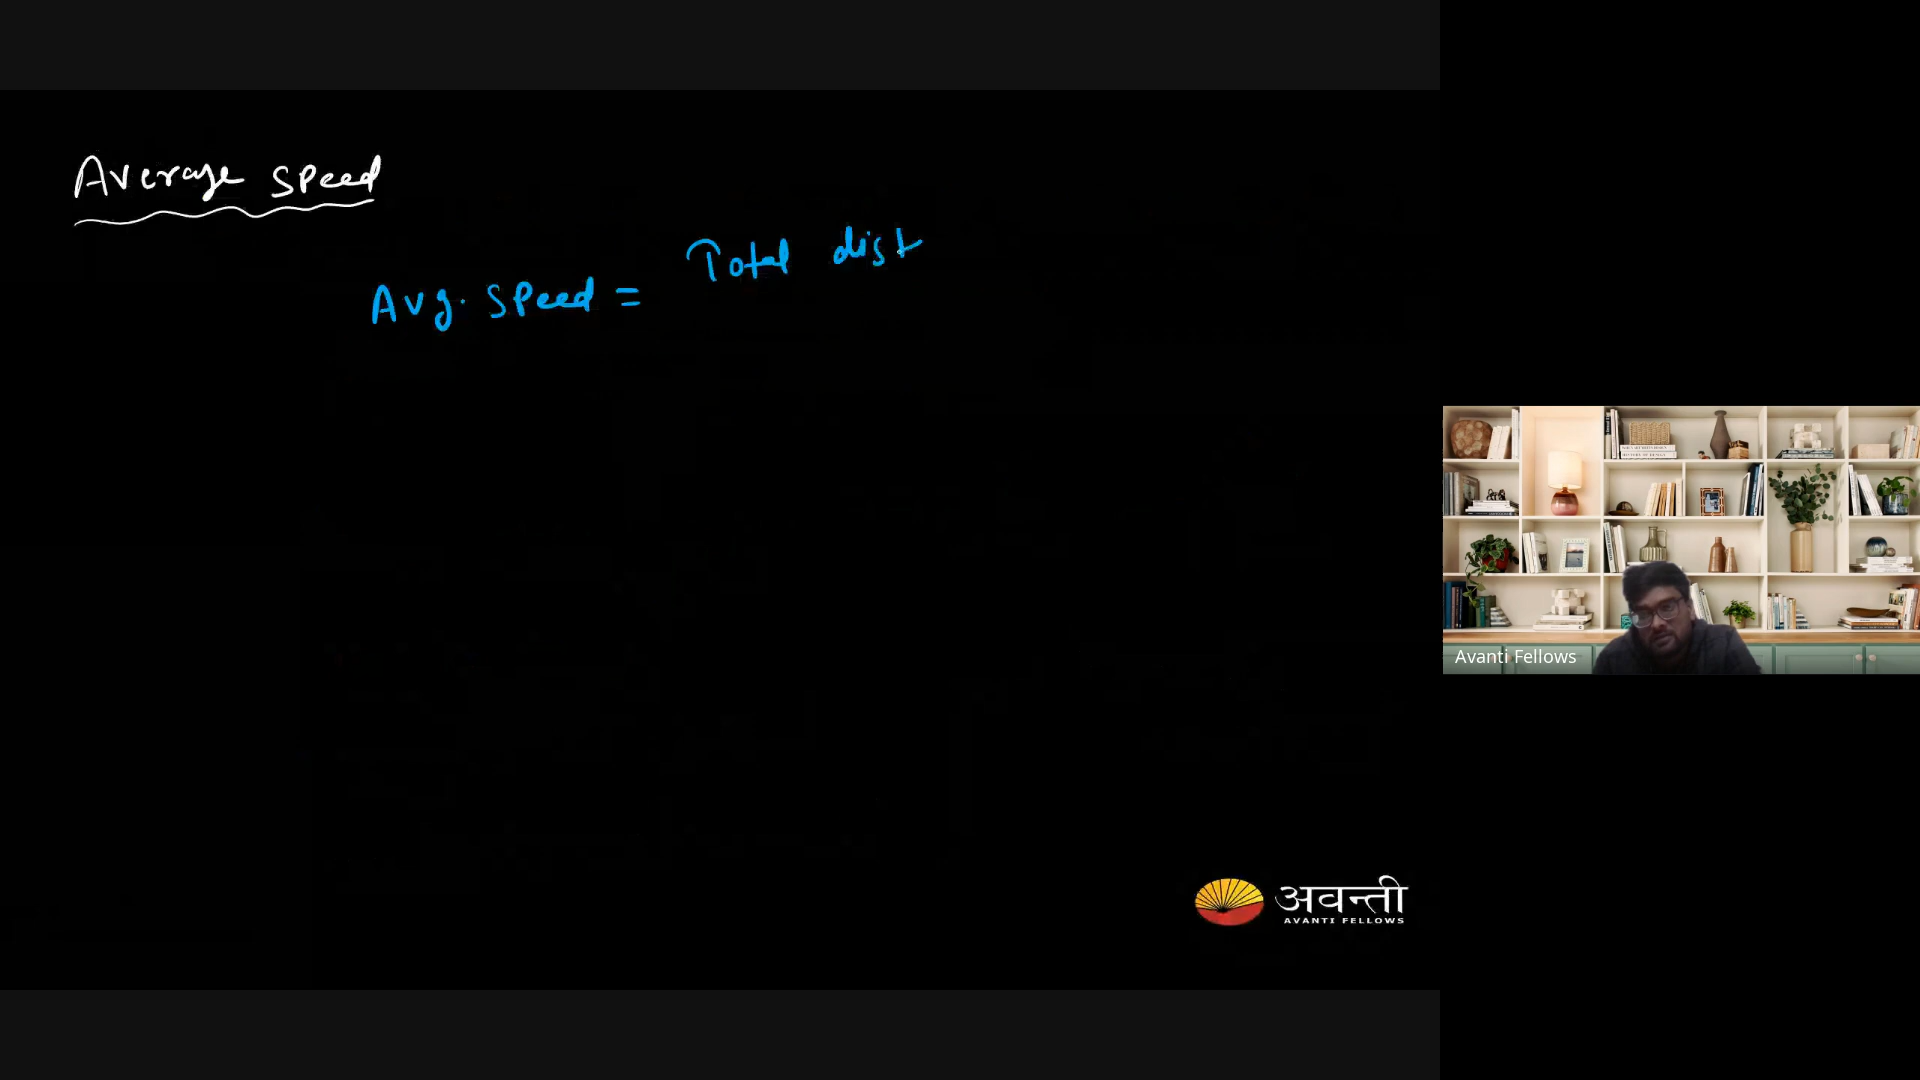 Average speed
Total dist
Avg. speed =
Avanti Fellows
अवन्ती
AVANTI FELLOWS